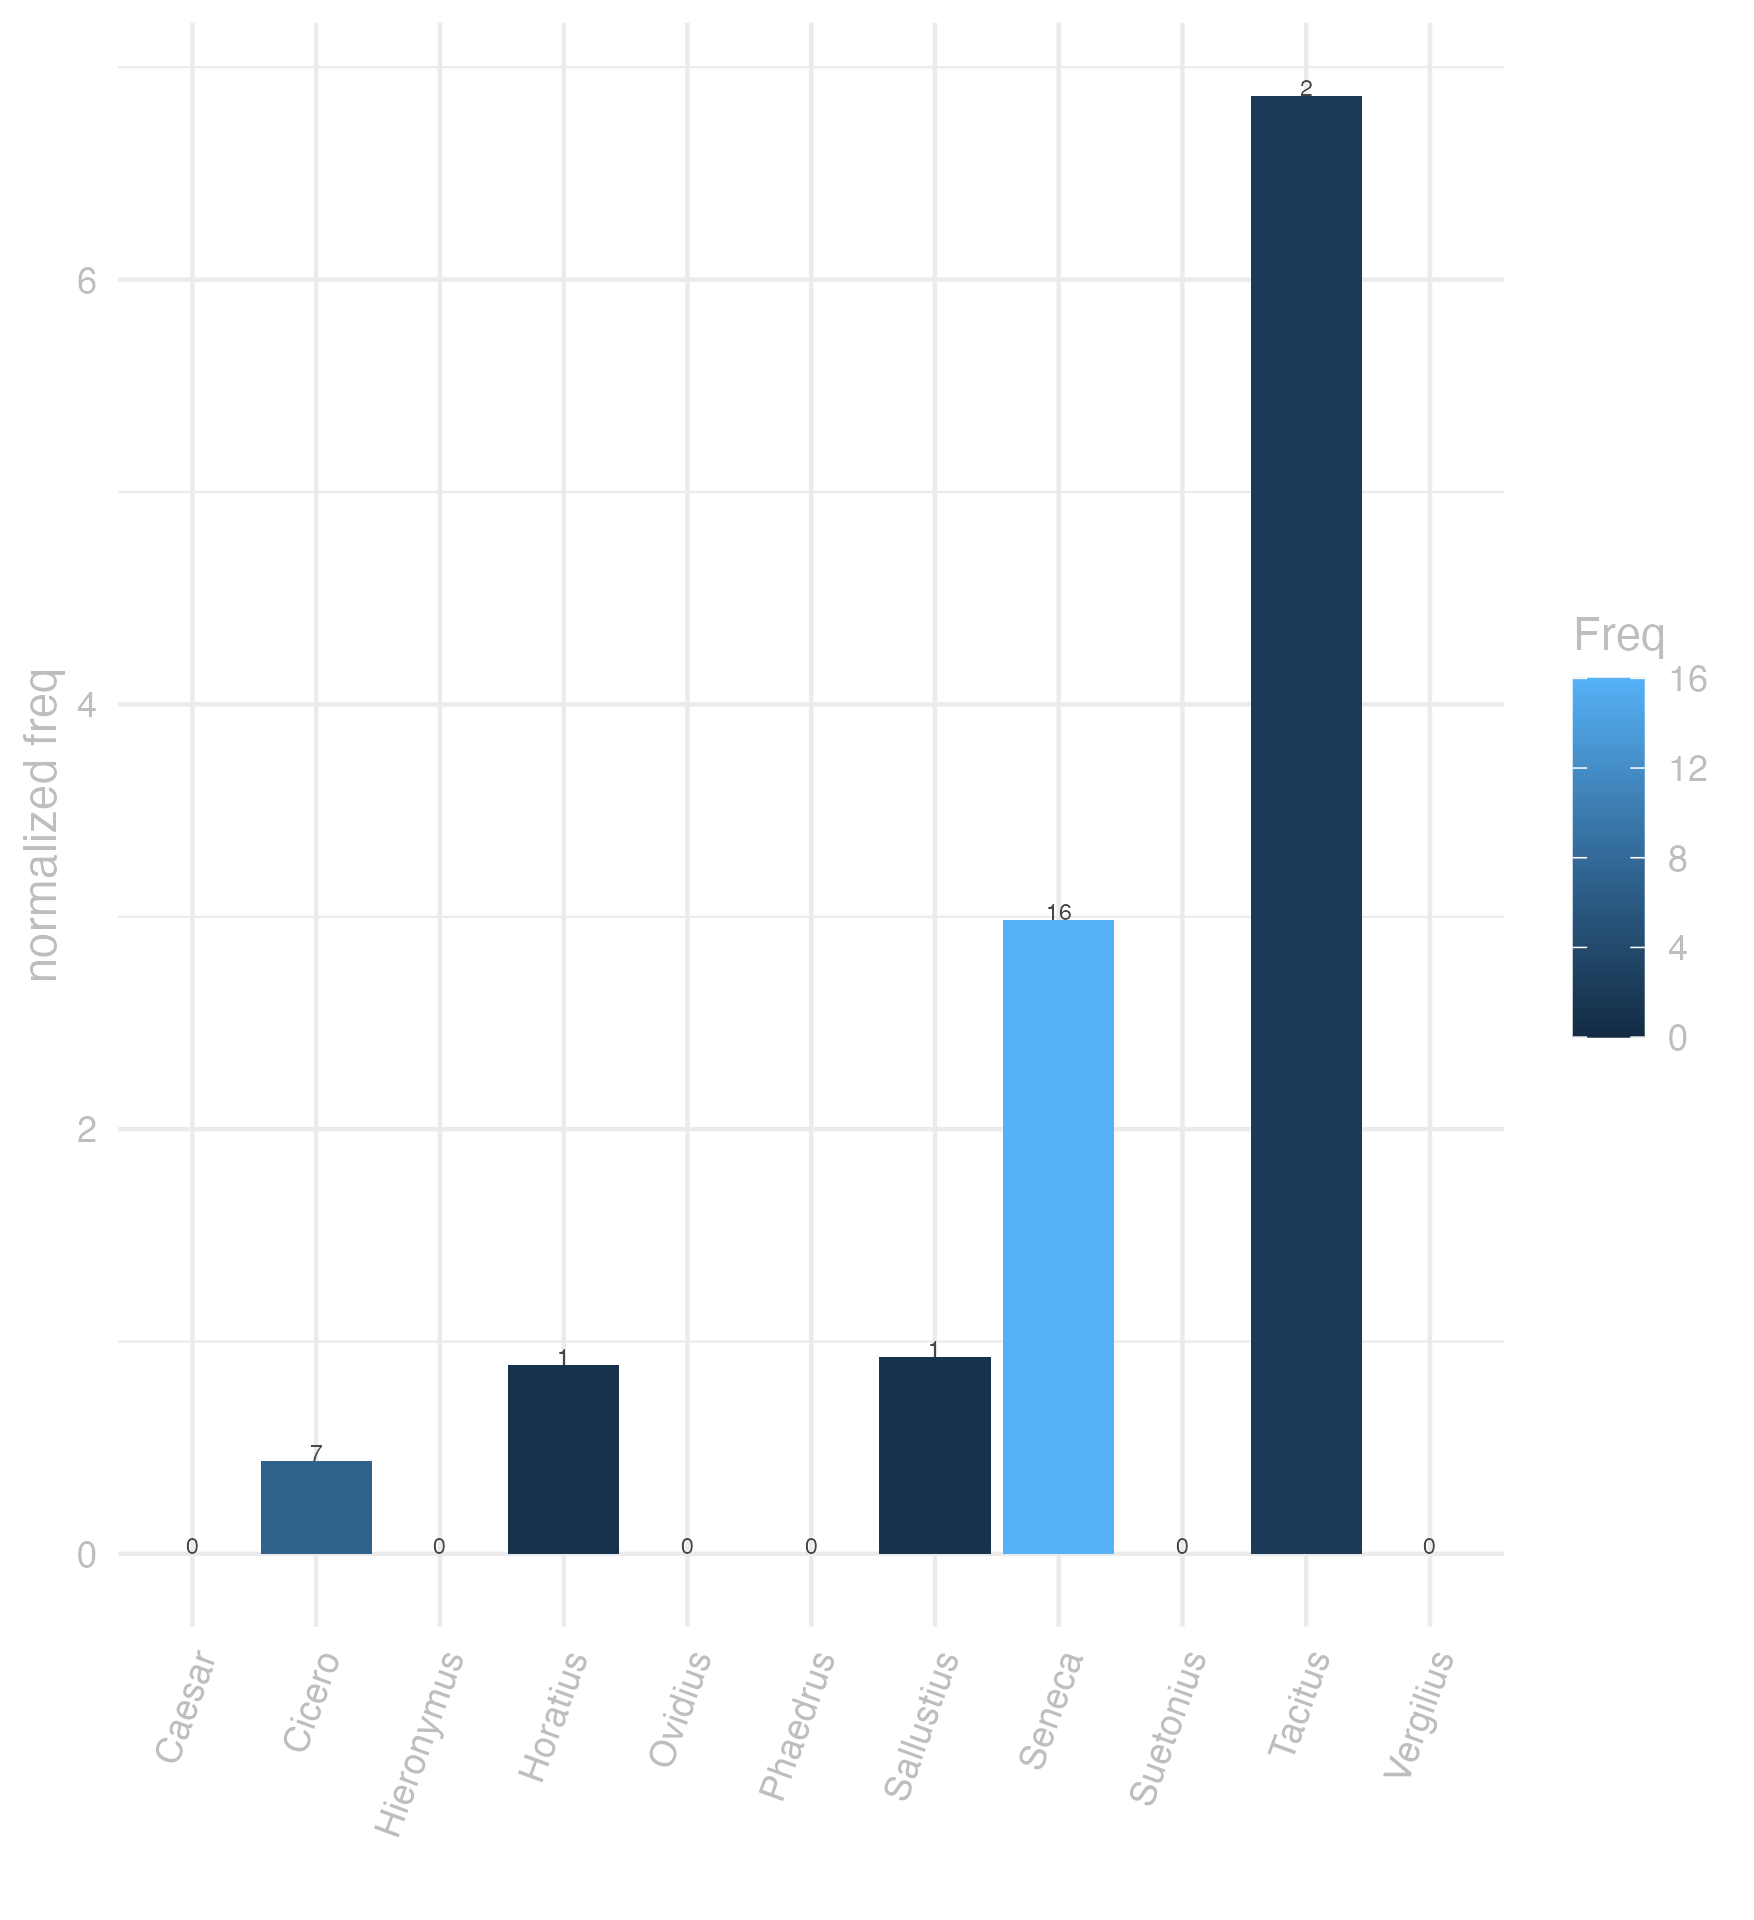 normalized freq
6
4
2
0
0
7
0
1
0
0
1
16
0
2
0
Caesar
Cicero
Hieronymus
Horatius
Ovidius
Phaedrus
Sallustius
Seneca
Suetonius
Tacitus
Vergilius
Freq
16
12
8
4
0